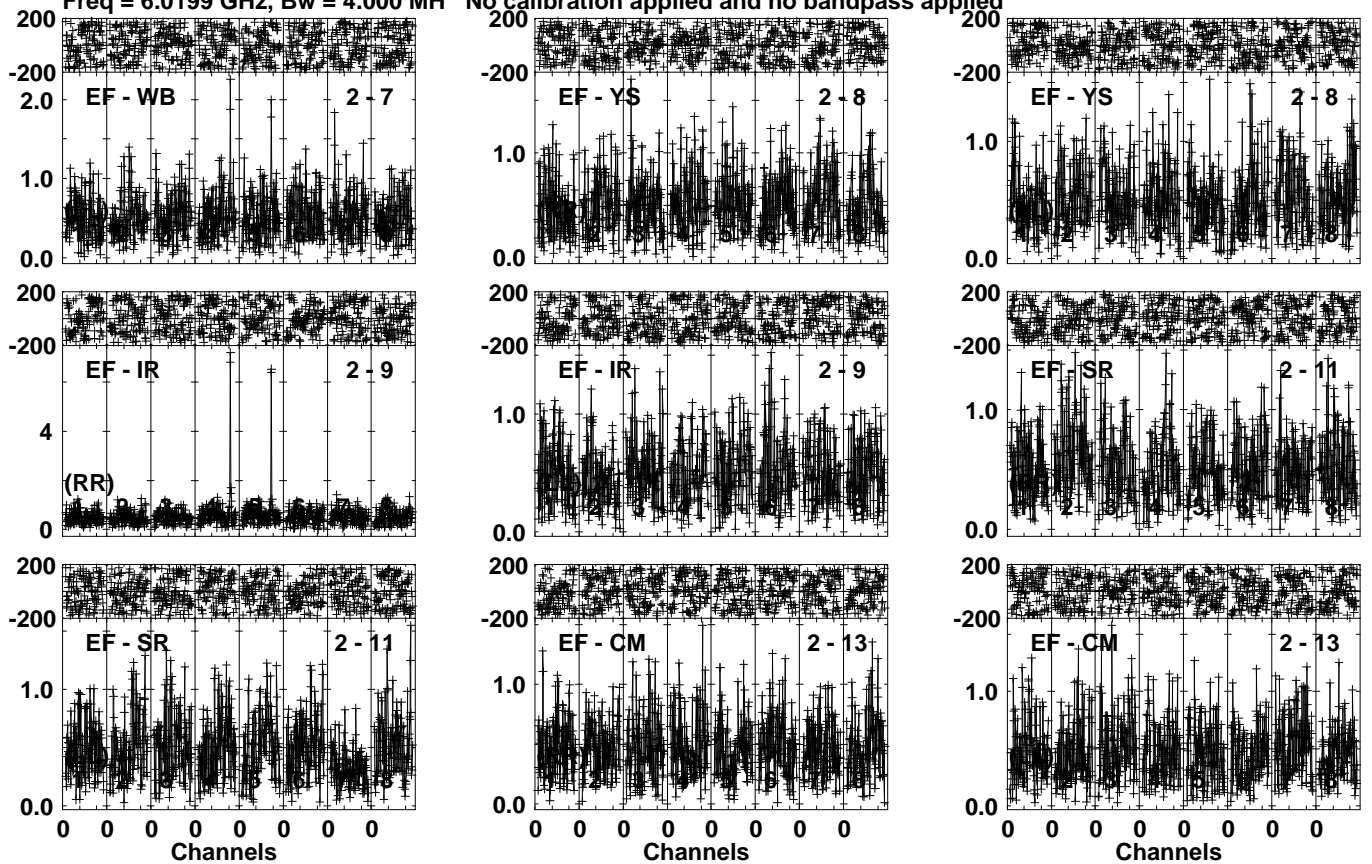 Freq = 6.0199 GHz, Bw = 4.000 MH No calibration applied and no bandpass applied
200 200 200
-200 -200 -200
EF - WB 2 - 7 EF - YS 2 - 8 EF - YS 2 - 8
2.0
1.0 1.0 1.0
0.0 0.0 0.0
200 200 200
-200 -200 -200
EF - IR 2 - 9 EF - IR 2 - 9 EF - SR 2 - 11
4 1.0 1.0
(RR)
0 0.0 0.0
200 200 200
-200 -200 -200
EF - SR 2 - 11 EF - CM 2 - 13 EF - CM 2 - 13
1.0 1.0 1.0
0.0 0.0 0.0
0 0 0 0 0 0 0 0 0 0 0 0 0 0 0 0 0 0 0 0 0 0 0 0
Channels Channels Channels